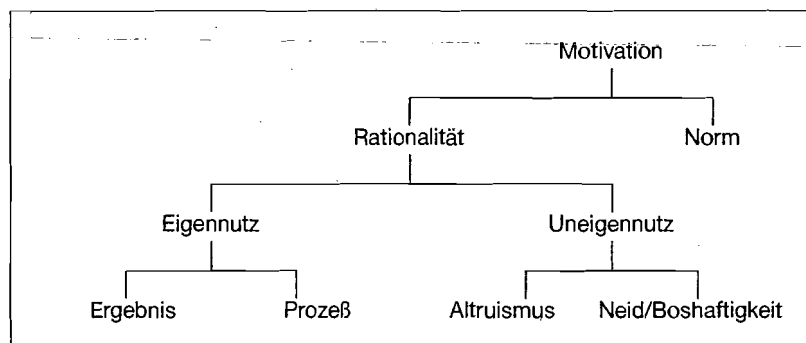 Motivation
Rationalität Norm
Eigennutz Uneigennutz
Ergebnis Prozeß Altruismus Neid/Boshaftigkeit